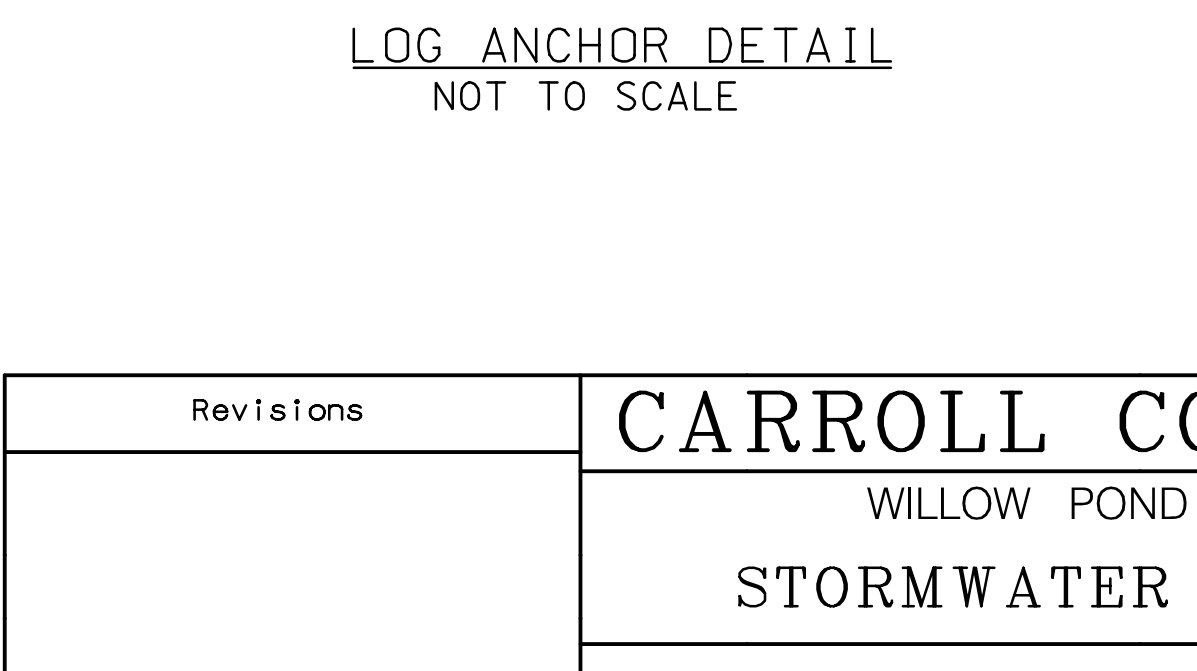 LOG ANCHOR DETAIL
NOT TO SCALE
Revisions
CARROLL
WILLOW POND
STORMWATER